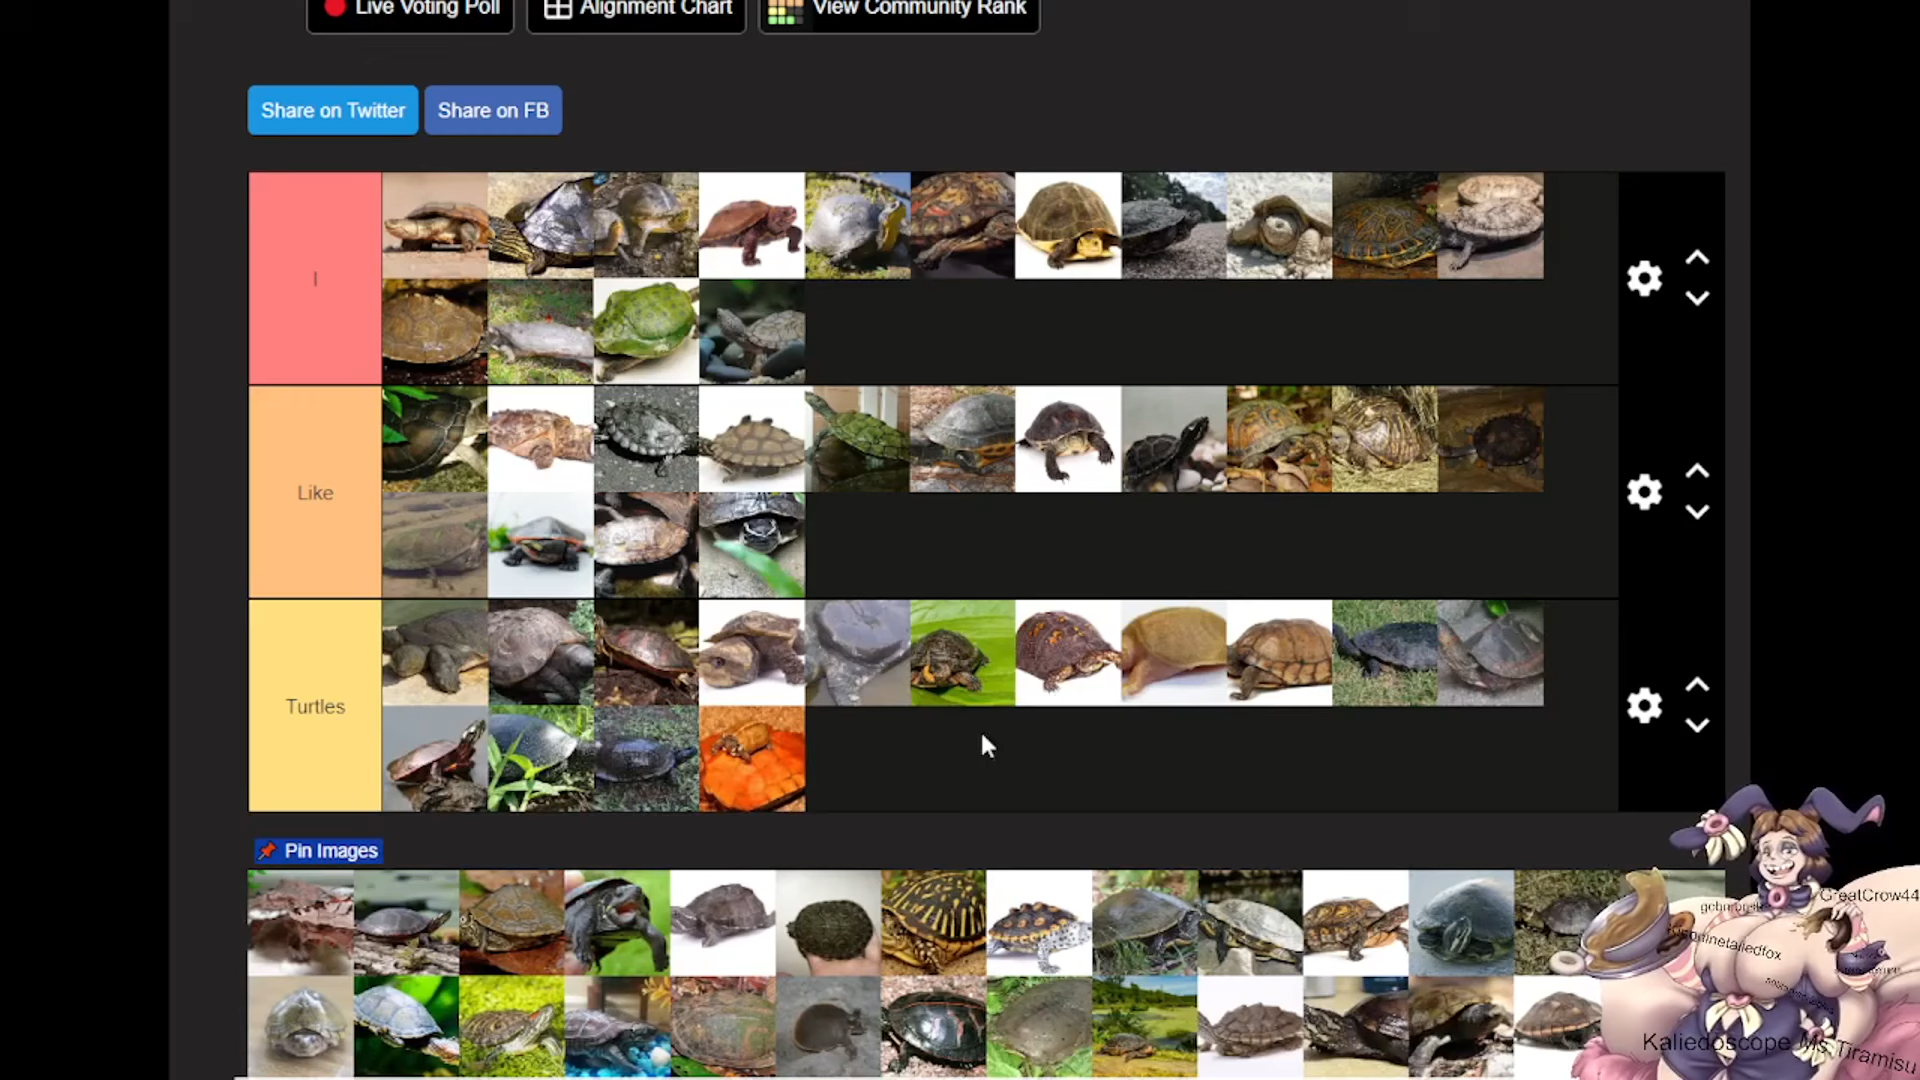 Live Voting Poll
Alignment Chart
View Community Rank
Share on Twitter
Share on FB
I
Like
Turtles
Pin Images
GreatCrow44
Kaliedoscope Ms Tiramisu